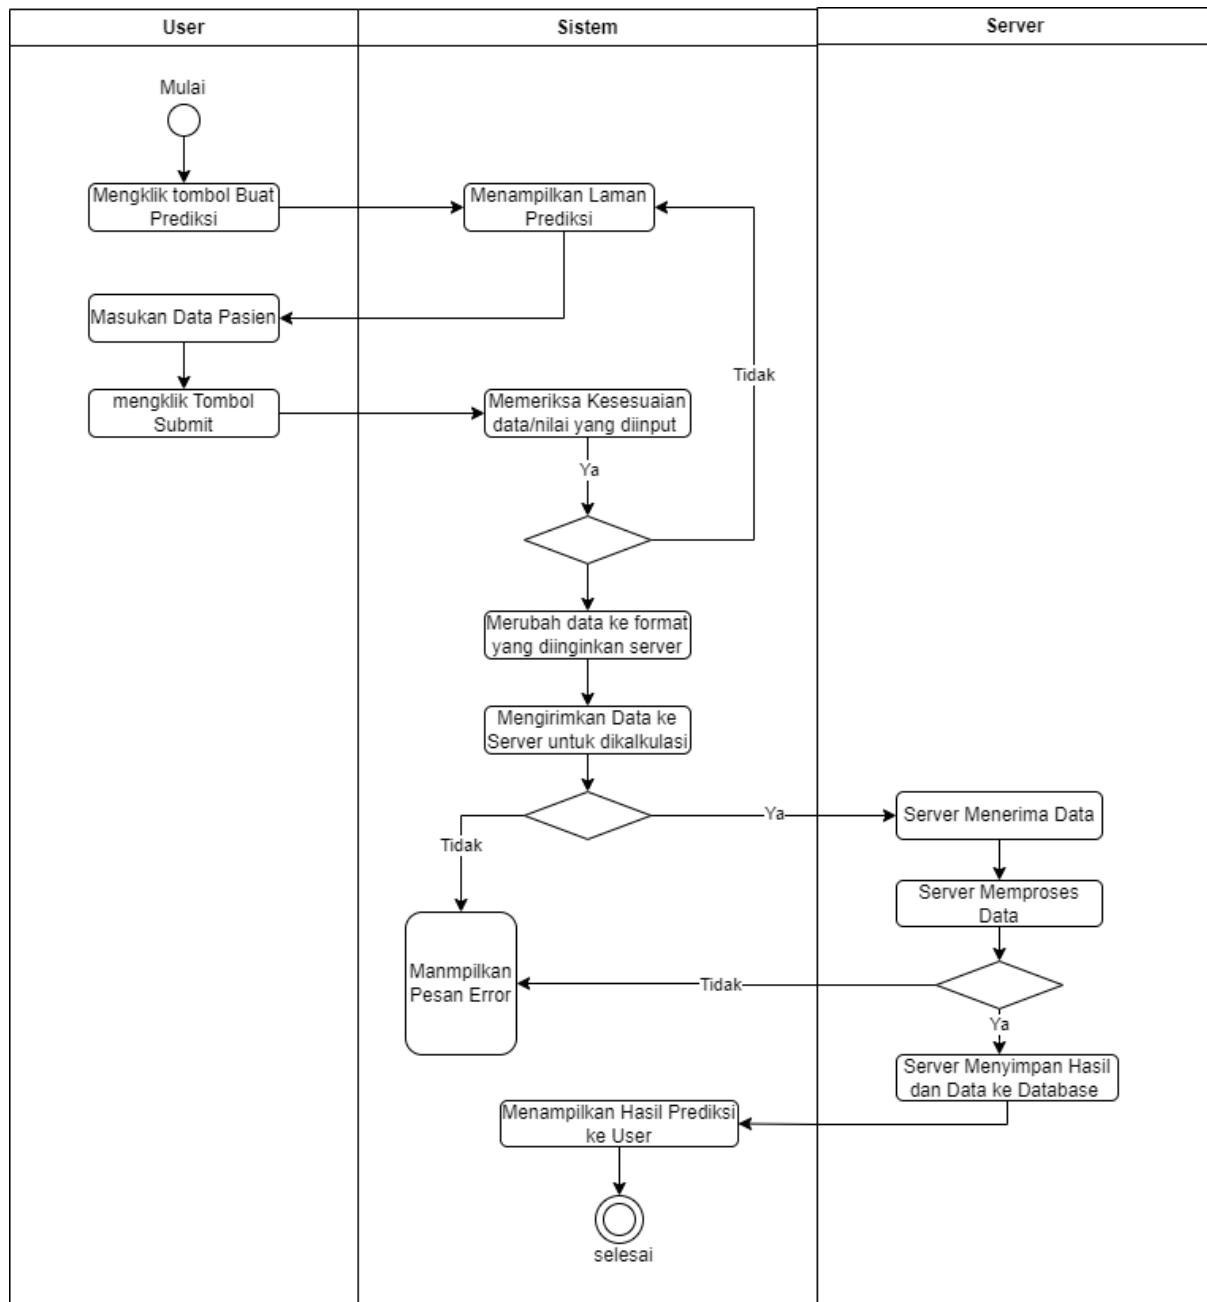 User
Sistem
Server
Mulai
Mengklik tombol Buat
Prediksi
Menampilkan Laman
Prediksi
Masukan Data Pasien
Tidak
mengklik Tombol
Submit
Memeriksa Kesesuaian
data/nilai yang diinput
Ya
Merubah data ke format
yang diinginkan server
Mengirimkan Data ke
Server untuk dikalkulasi
Ya
Server Menerima Data
Tidak
Server Memproses
Data
Manmpilkan
Pesan Error
Tidak
Ya
Server Menyimpan Hasil
dan Data ke Database
Menampilkan Hasil Prediksi
ke User
selesai